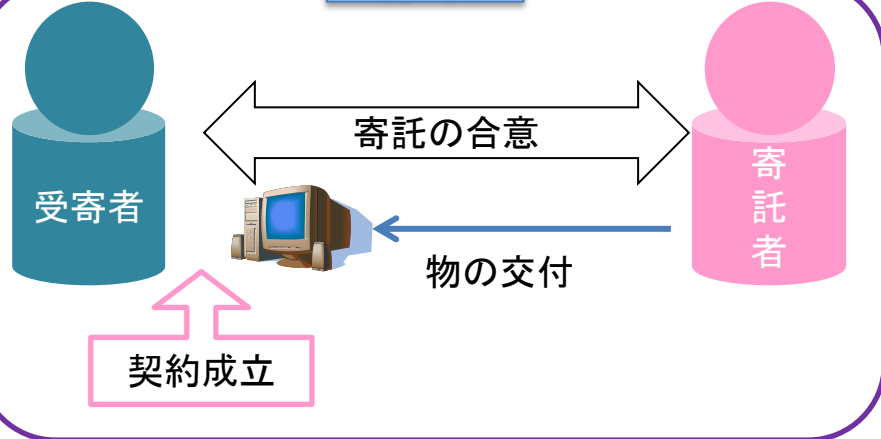 寄託の合意
受寄者
寄託者
物の交付
契約成立